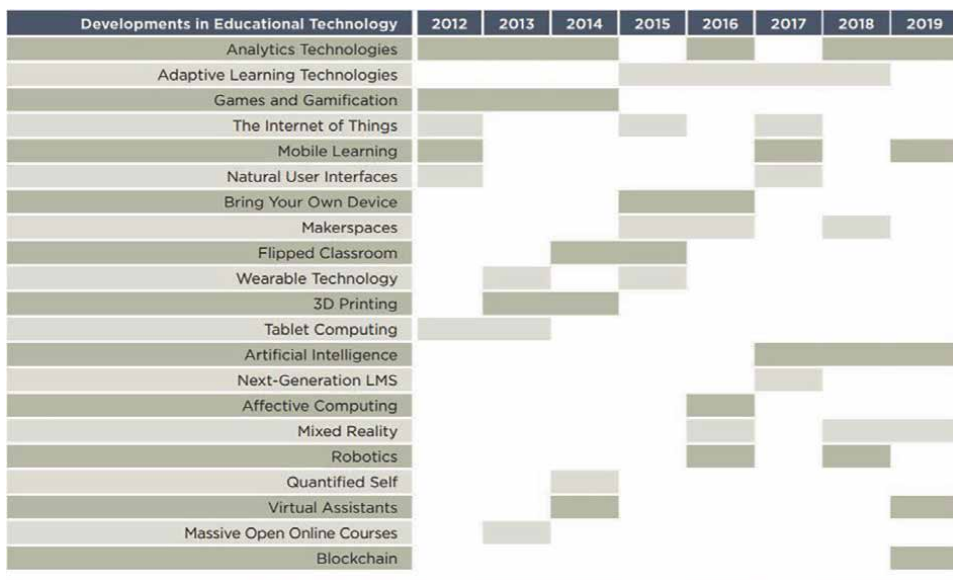 Developments in Educational Technology 2012 2013 2014 2015 2016 2017 2018 2019
Analytics Technologies
Adaptive Learning Technologies
Games and Gamification
The Internet of Things
Mobile Learning
Natural User Interfaces
Bring Your Own Device
Makerspaces
Flipped Classroom
Wearable Technology
3D Printing
Tablet Computing
Artificial Intelligence
Next-Generation LMS
Affective Computing
Mixed Reality
Robotics
Quantified Self
Virtual Assistants
Massive Open Online Courses
Blockchain